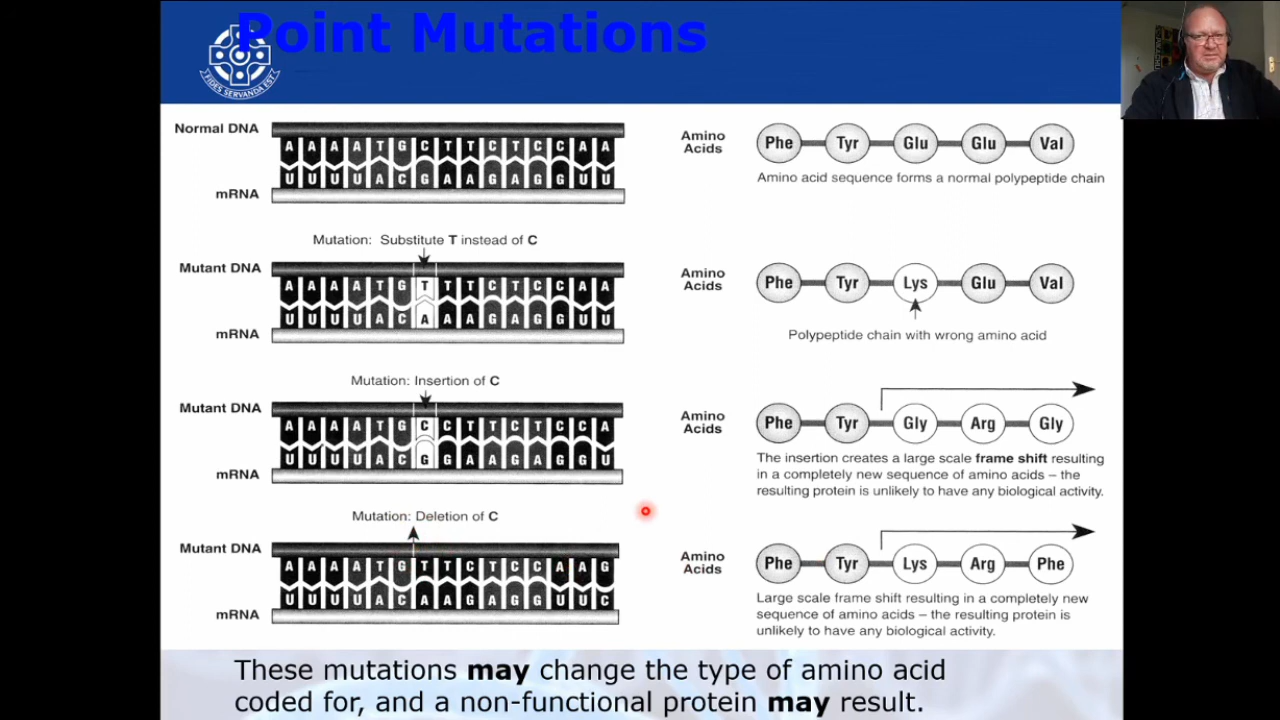 Point Mutations
FIDES SERVANDA EST
Normal DNA
A A A A T G C T T C T C C A A
U U U U A C G A A G A G G U U
mRNA
Amino
Acids
Phe Tyr Glu Glu Val
Amino acid sequence forms a normal polypeptide chain
Mutation: Substitute T instead of C
Mutant DNA
A A A A T G T T T C T C C A A
U U U U A C A A A G A G G U U
mRNA
Amino
Acids
Phe Tyr Lys Glu Val
Polypeptide chain with wrong amino acid
Mutation: Insertion of C
Mutant DNA
A A A A T G C C T T C T C C A
U U U U A C G G A A G A G G U
mRNA
Amino
Acids
Phe Tyr Gly Arg Gly
The insertion creates a large scale frame shift resulting
in a completely new sequence of amino acids – the
resulting protein is unlikely to have any biological activity.
Mutation: Deletion of C
Mutant DNA
A A A A T G T T C T C C A A G
U U U U A C A A G A G G U U C
mRNA
Amino
Acids
Phe Tyr Lys Arg Phe
Large scale frame shift resulting in a completely new
sequence of amino acids – the resulting protein is
unlikely to have any biological activity.
These mutations may change the type of amino acid
coded for, and a non-functional protein may result.